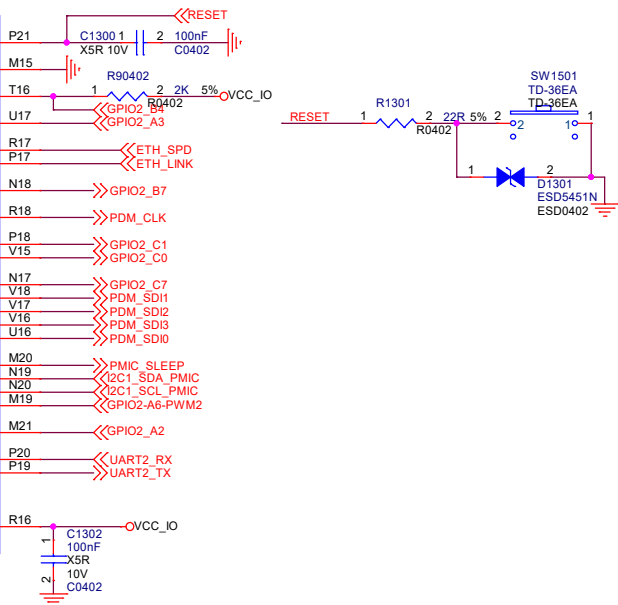 RESET
P21
C1300 1 2 100nF
X5R 10V C0402
M15
R90402
T16 1 2 2K 5% VCC_IO
R0402
GPIO2_B4
U17 GPIO2_A3
R17 ETH_SPD
P17 ETH_LINK
N18 GPIO2_B7
R18 PDM_CLK
P18 GPIO2_C1
V15 GPIO2_C0
N17 GPIO2_C7
V18 PDM_SDI1
V17 PDM_SDI2
V16 PDM_SDI3
U16 PDM_SDI0
M20 PMIC_SLEEP
N19 I2C1_SDA_PMIC
N20 I2C1_SCL_PMIC
M19 GPIO2-A6-PWM2
M21 GPIO2_A2
P20 UART2_RX
P19 UART2_TX
R16 VCC_IO
1 C1302
100nF
X5R
10V
2 C0402
SW1501
TD-36EA
TD-36EA
R1301
RESET 1 2 22R 5% 2 1
R0402 2 1
1 2
D1301
ESD5451N
ESD0402